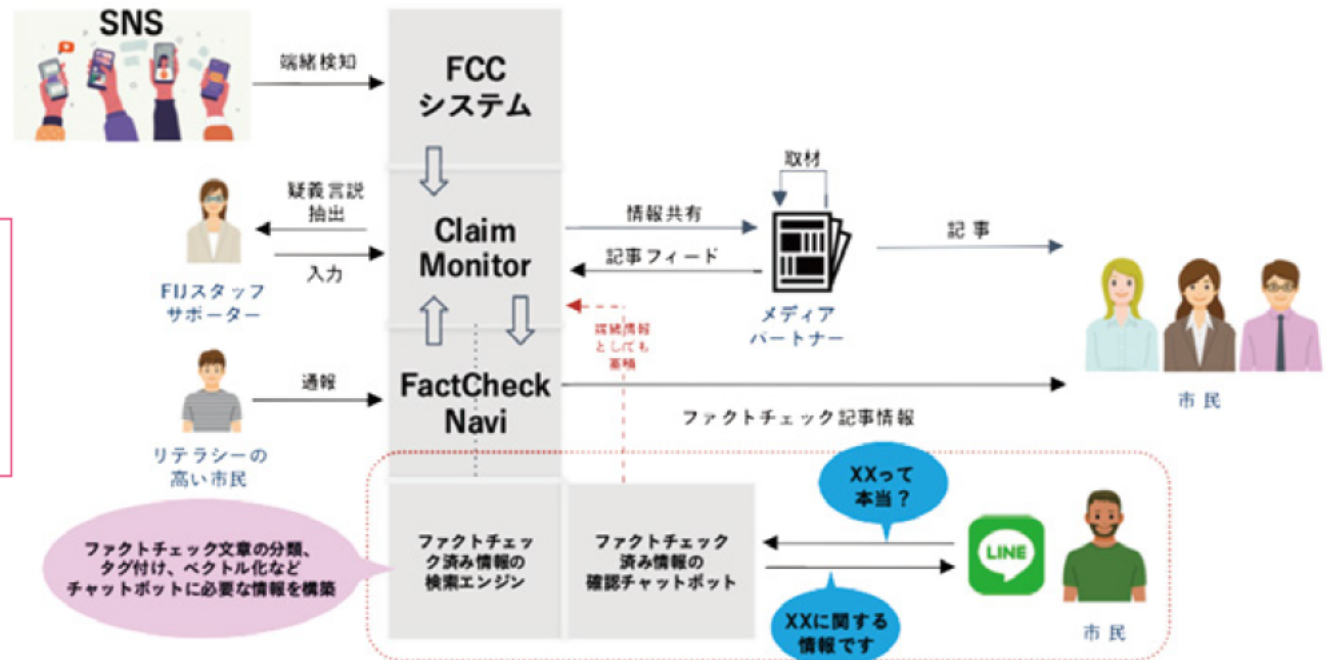 SNS
端緒検知
FCC
システム
疑義言説
抽出
入力
FIJスタッフ
サポーター
Claim
Monitor
情報共有
記事フィード
取材
メディア
パートナー
記事
市民
通報
リテラシーの
高い市民
FactCheck
Navi
端緒情報
としても
蓄積
ファクトチェック記事情報
ファクトチェック文章の分類、
タグ付け、ベクトル化など
チャットボットに必要な情報を構築
ファクトチェッ
ク済み情報の
検索エンジン
ファクトチェック
済み情報の
確認チャットボット
XXって
本当？
XXに関する
情報です
LINE
市民